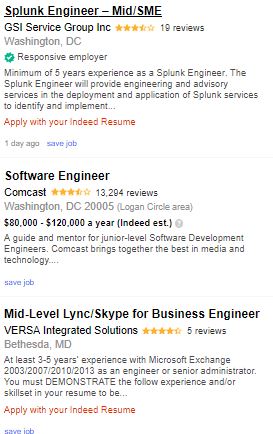 Splunk Engineer – Mid/SME
GSI Service Group Inc 19 reviews
Washington, DC
Responsive employer
Minimum of 5 years experience as a Splunk Engineer. The
Splunk Engineer will provide engineering and advisory
services in the deployment and application of Splunk services
to identify and implement...
Apply with your Indeed Resume
1 day ago save job
Software Engineer
Comcast 13,294 reviews
Washington, DC 20005 (Logan Circle area)
$80,000 - $120,000 a year (Indeed est.) ?
A guide and mentor for junior-level Software Development
Engineers. Comcast brings together the best in media and
technology....
save job
Mid-Level Lync/Skype for Business Engineer
VERSA Integrated Solutions 5 reviews
Bethesda, MD
At least 3-5 years' experience with Microsoft Exchange
2003/2007/2010/2013 as an engineer or senior administrator.
You must DEMONSTRATE the follow experience and/or
skillset in your resume to be...
Apply with your Indeed Resume
save job